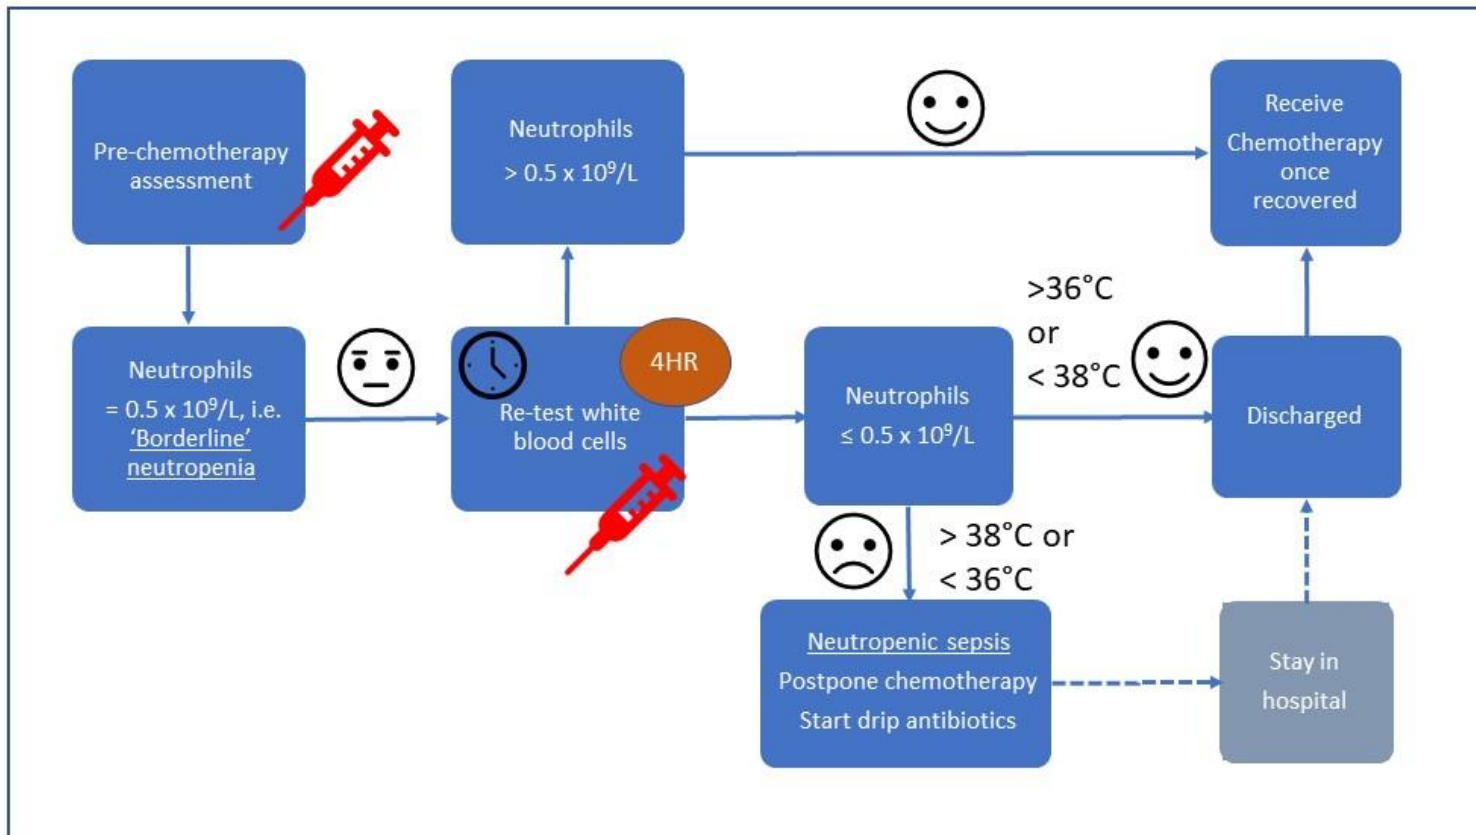 Pre-chemotherapy
assessment
Neutrophils
> 0.5 x 10⁹/L
Receive
Chemotherapy
once
recovered
Neutrophils
= 0.5 x 10⁹/L, i.e.
‘Borderline’
neutropenia
4HR
Re-test white
blood cells
Neutrophils
≤ 0.5 x 10⁹/L
>36°C
or
< 38°C
Discharged
> 38°C or
< 36°C
Neutropenic sepsis
Postpone chemotherapy
Start drip antibiotics
Stay in
hospital